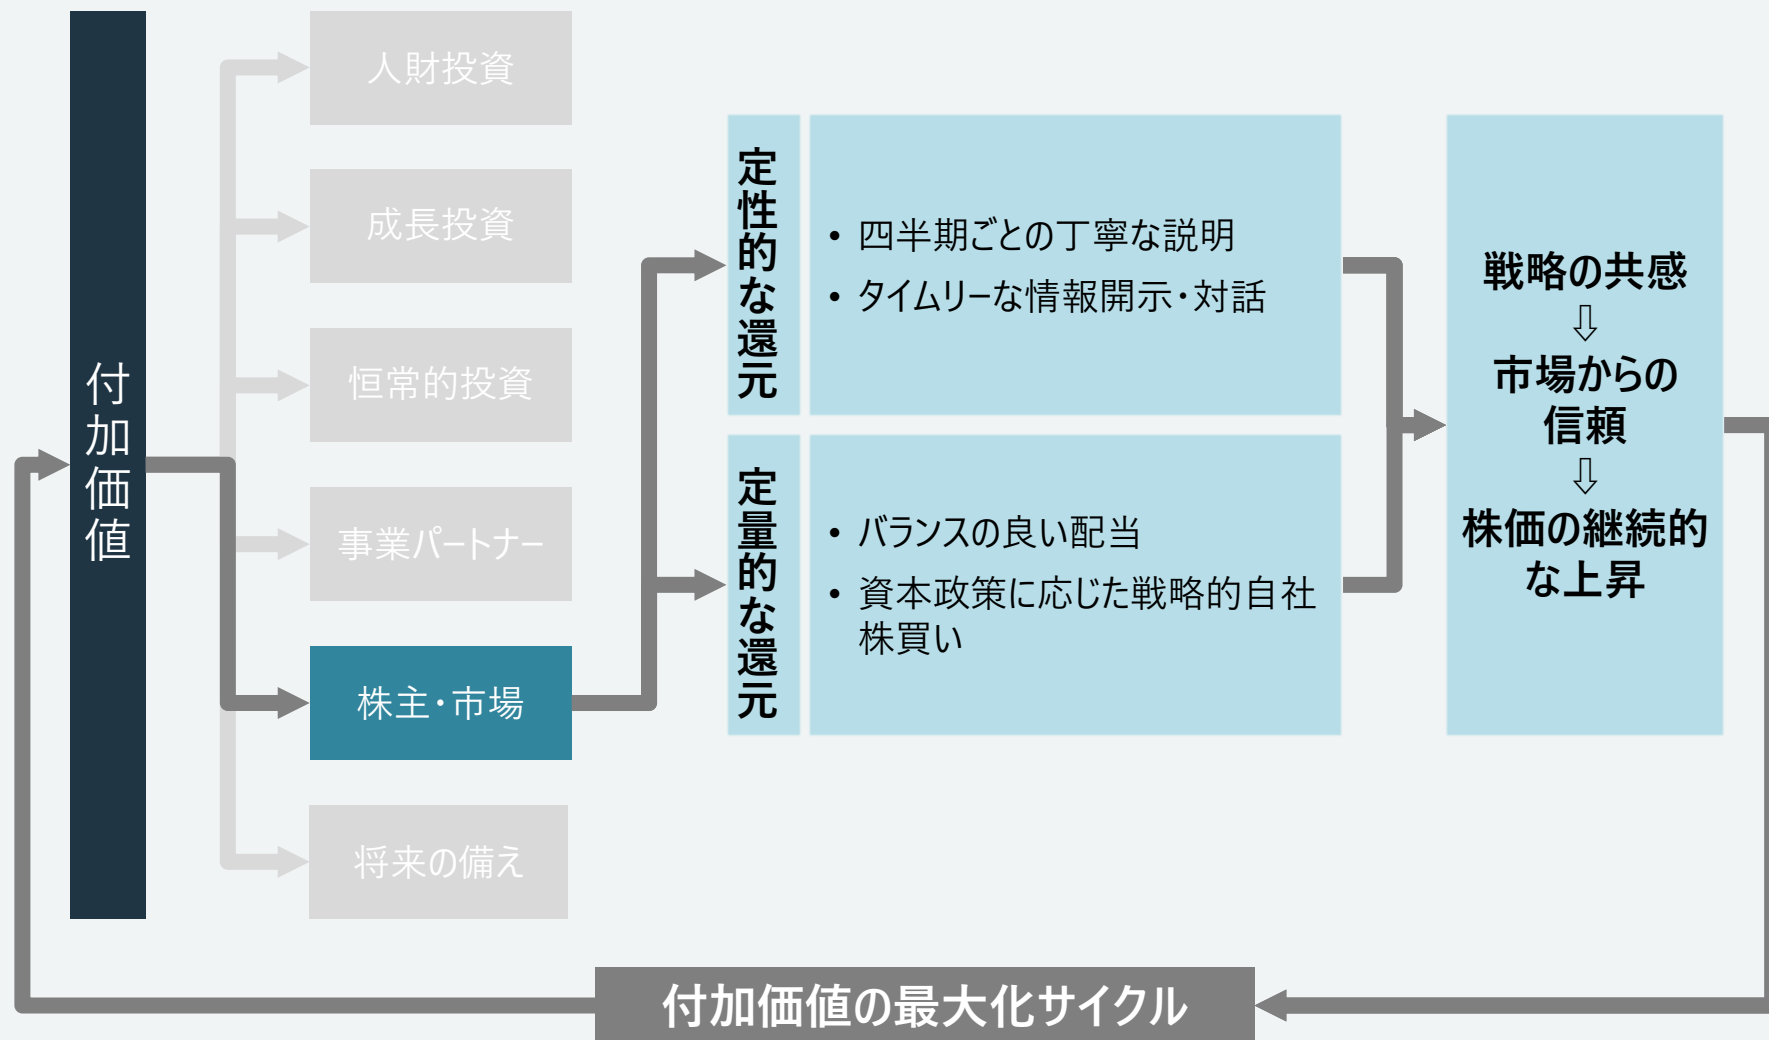 付加価値
人財投資
成長投資
恒常的投資
事業パートナー
株主・市場
将来の備え
定性的な還元
• 四半期ごとの丁寧な説明
• タイムリーな情報開示・対話
定量的な還元
• バランスの良い配当
• 資本政策に応じた戦略的自社
株買い
戦略の共感
⇩
市場からの
信頼
⇩
株価の継続的
な上昇
付加価値の最大化サイクル